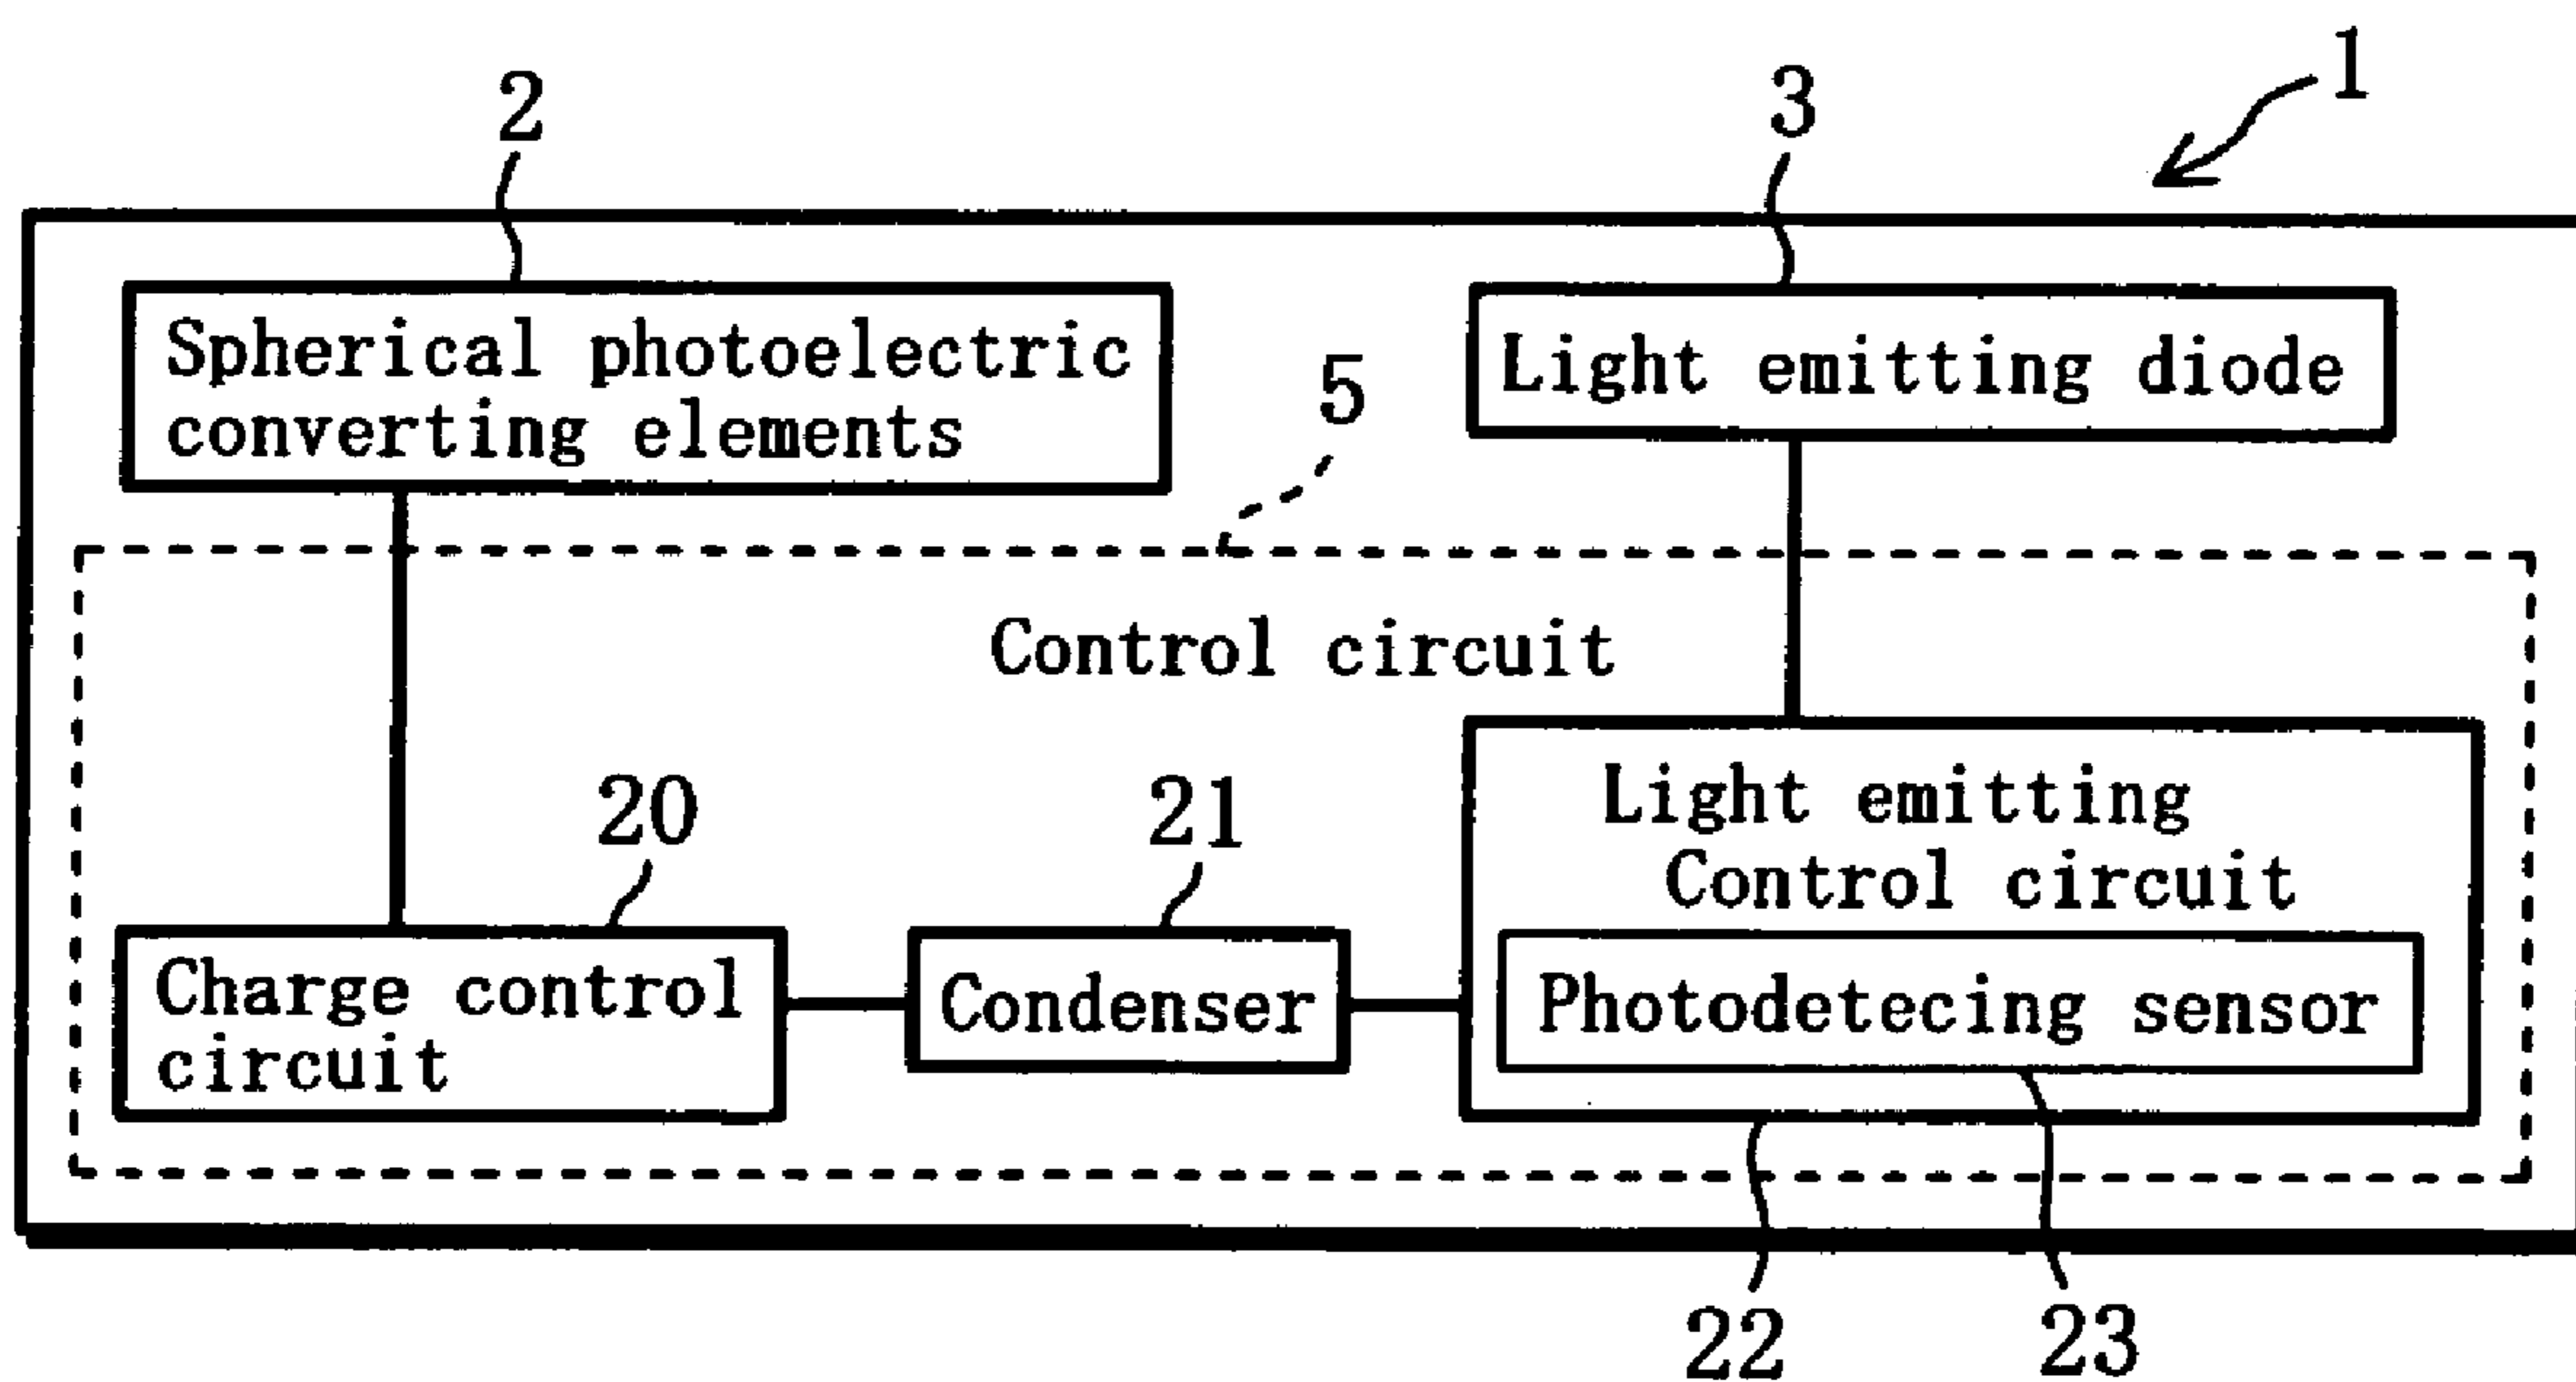 1
2
3
Spherical photoelectric
converting elements
Light emitting diode
5
Control circuit
20
21
Light emitting
Control circuit
Charge control
circuit
Condenser
Photodetecing sensor
22
23